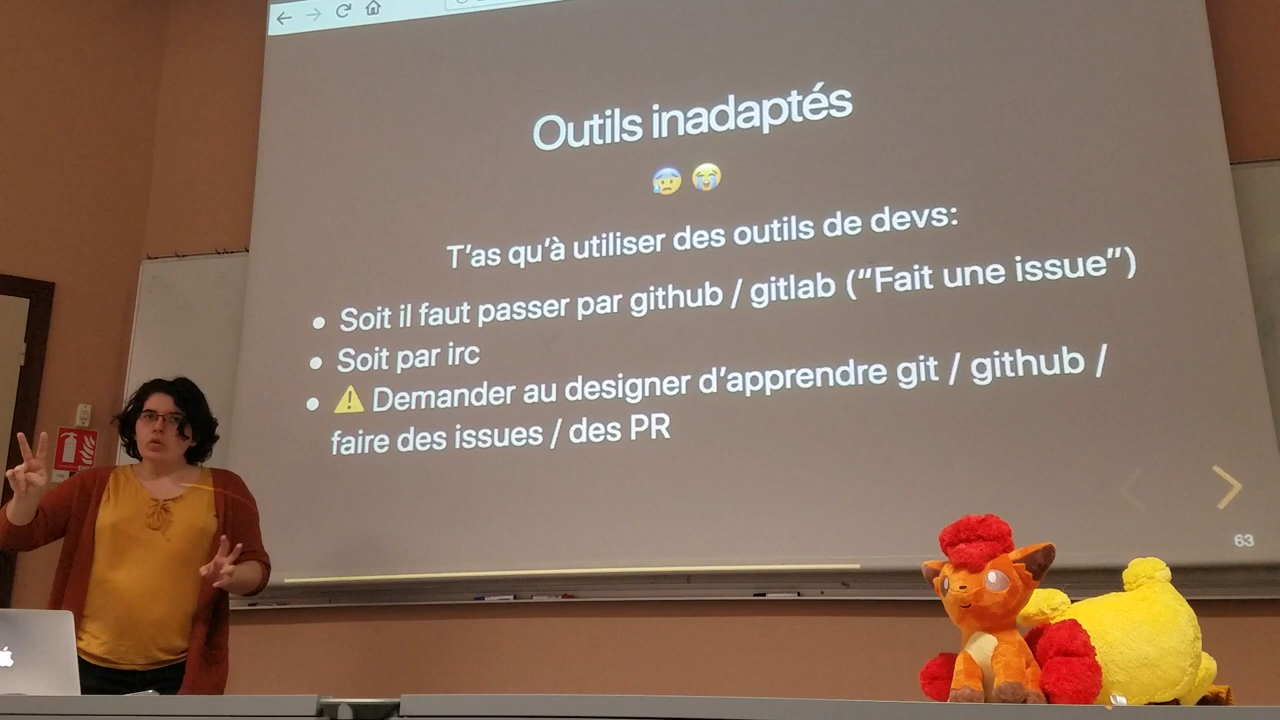 Outils inadaptés
T'as qu'à utiliser des outils de devs:
Soit il faut passer par github / gitlab (“Fait une issue”)
Soit par irc
Demander au designer d'apprendre git / github /
faire des issues / des PR
63